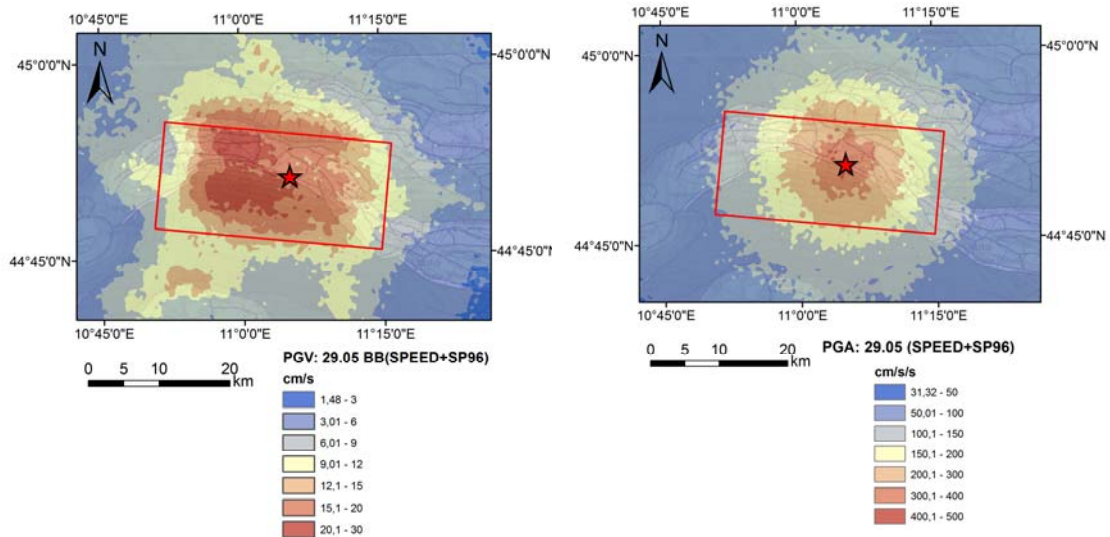 10°45'0"E 11°0'0"E 11°15'0"E
N
45°0'0"N
45°0'0"N
44°45'0"N
44°45'0"N
10°45'0"E 11°0'0"E 11°15'0"E
0 5 10 20
km
PGV: 29.05 BB(SPEED+SP96)
cm/s
1,48 - 3
3,01 - 6
6,01 - 9
9,01 - 12
12,1 - 15
15,1 - 20
20,1 - 30
10°45'0"E 11°0'0"E 11°15'0"E
N
45°0'0"N
45°0'0"N
44°45'0"N
44°45'0"N
10°45'0"E 11°0'0"E 11°15'0"E
0 5 10 20
km
PGA: 29.05 (SPEED+SP96)
cm/s/s
31,32 - 50
50,01 - 100
100,1 - 150
150,1 - 200
200,1 - 300
300,1 - 400
400,1 - 500